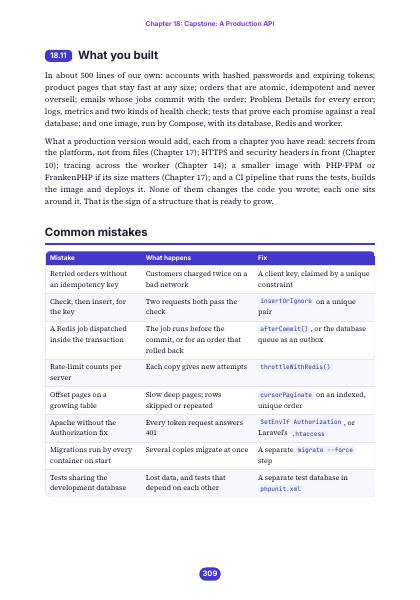 Chapter 18: Capstone: A Production API
18.11 What you built
In about 500 lines of our own: accounts with hashed passwords and expiring tokens;
product pages that stay fast at any size; orders that are atomic, idempotent and never
oversell; emails whose jobs commit with the order; Problem Details for every error;
logs, metrics and two kinds of health check; tests that prove each promise against a real
database; and one image, run by Compose, with its database, Redis and worker.
What a production version would add, each from a chapter you have read: secrets from
the platform, not from files (Chapter 17); HTTPS and security headers in front (Chapter
10); tracing across the worker (Chapter 14); a smaller image with PHP-FPM or
FrankenPHP if its size matters (Chapter 17); and a CI pipeline that runs the tests, builds
the image and deploys it. None of them changes the code you wrote; each one sits
around it. That is the sign of a structure that is ready to grow.
Common mistakes
Mistake What happens Fix
Retried orders without Customers charged twice on a A client key, claimed by a unique
an idempotency key bad network constraint
Check, then insert, for Two requests both pass the insertOrIgnore on a unique
the key check pair
A Redis job dispatched The job runs before the afterCommit(), or the database
inside the transaction commit, or for an order that queue as an outbox
rolled back
Rate-limit counts per Each copy gives new attempts throttleWithRedis()
server
Offset pages on a Slow deep pages; rows cursorPaginate on an indexed,
growing table skipped or repeated unique order
Apache without the Every token request answers SetEnvIf Authorization, or
Authorization fix 401 Laravel's .htaccess
Migrations run by every Several copies migrate at once A separate migrate --force
container on start step
Tests sharing the Lost data, and tests that A separate test database in
development database depend on each other phpunit.xml
309